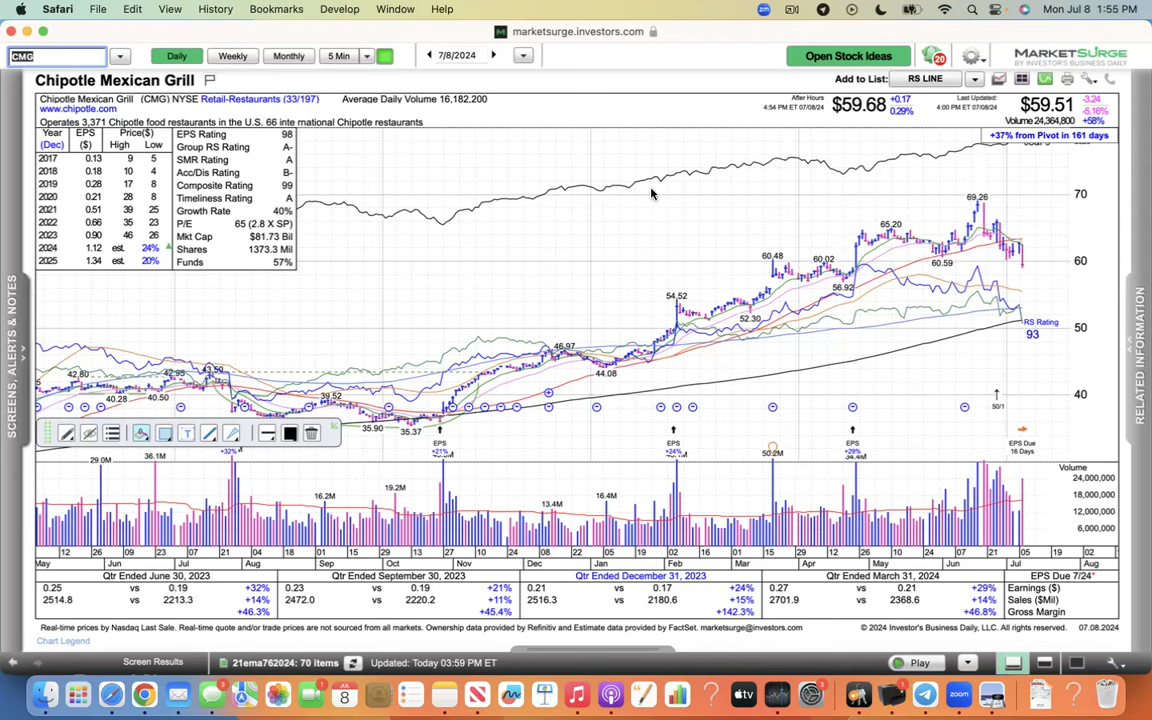 Safari File Edit View History Bookmarks Develop Window Help Mon Jul 8 1:55 PM
marketsurge.investors.com
CMG Daily Weekly Monthly 5 Min 7/8/2024 Open Stock Ideas 20 MARKETSURGE
BY INVESTOR'S BUSINESS DAILY
Chipotle Mexican Grill Add to List: RS LINE
Chipotle Mexican Grill (CMG) NYSE Retail-Restaurants (33/197) Average Daily Volume 16,182,200
www.chipotle.com
Operates 3,371 Chipotle food restaurants in the U.S. 66 inte rnational Chipotle restaurants
After Hours
4:54 PM ET 07/08/24
$59.68 +0.17
0.29%
Last Updated:
4:00 PM ET 07/08/24
$59.51 -3.24
-5.16%
Volume 24,364,800 +58%
+37% from Pivot in 161 days
Year EPS Price($)
(Dec) ($) High Low
2017 0.13 9 5
2018 0.18 10 4
2019 0.28 17 8
2020 0.21 28 8
2021 0.51 39 25
2022 0.66 35 23
2023 0.90 46 26
2024 1.12 est. 24%
2025 1.34 est. 20%
EPS Rating 98
Group RS Rating A-
SMR Rating A
Acc/Dis Rating B-
Composite Rating 99
Timeliness Rating A
Growth Rate 40%
P/E 65 (2.8 X SP)
Mkt Cap $81.73 Bil
Shares 1373.3 Mil
Funds 57%
70
69.26
65.20
60.48 60.02 60.59 60
56.92
54.52
52.30 50
RS Rating
93
46.97
44.08
42.80 42.95 43.50
40.28 40.50 39.52 40
35.90 35.37
50/1
EPS EPS EPS EPS Due
+32% +21% +24% +29% 16 Days
29.0M 36.1M 16.2M 19.2M 13.4M 16.4M 50.2M 34.4M
Volume
24,000,000
18,000,000
12,000,000
6,000,000
12 26 09 23 07 21 04 18 01 15 29 13 27 10 24 08 22 05 19 02 16 01 15 29 12 26 10 24 07 21 05 19 02
May Jun Jul Aug Sep Oct Nov Dec Jan Feb Mar Apr May Jun Jul Aug
Qtr Ended June 30, 2023 Qtr Ended September 30, 2023 Qtr Ended December 31, 2023 Qtr Ended March 31, 2024 EPS Due 7/24*
0.25 vs 0.19 +32% 0.23 vs 0.19 +21% 0.21 vs 0.17 +24% 0.27 vs 0.21 +29% Earnings ($)
2514.8 vs 2213.3 +14% 2472.0 vs 2220.2 +11% 2516.3 vs 2180.6 +15% 2701.9 vs 2368.6 +14% Sales ($Mil)
+46.3% +45.4% +142.3% +46.8% Gross Margin
Real-time prices by Nasdaq Last Sale. Real-time quote and/or trade prices are not sourced from all markets. Ownership data provided by Refinitiv and Estimate data provided by FactSet. marketsurge@investors.com © 2024 Investor's Business Daily, LLC. All rights reserved. 07.08.2024
Chart Legend
SCREENS, ALERTS & NOTES
RELATED INFORMATION
Screen Results 21ema762024: 70 items Updated: Today 03:59 PM ET Play